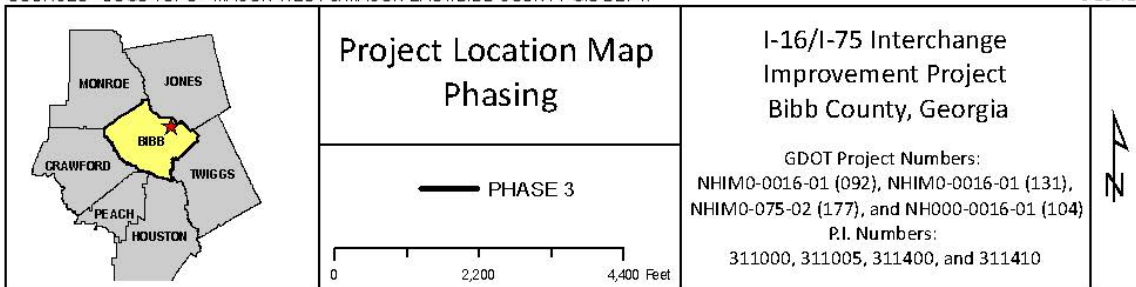 MONROE
JONES
BIBB
CRAWFORD
TWIGGS
PEACH
HOUSTON
Project Location Map
Phasing
PHASE 3
0 2,200 4,400 Feet
I-16/I-75 Interchange
Improvement Project
Bibb County, Georgia
GDOT Project Numbers:
NHIM0-0016-01 (092), NHIM0-0016-01 (131),
NHIM0-075-02 (177), and NH000-0016-01 (104)
P.I. Numbers:
311000, 311005, 311400, and 311410
N